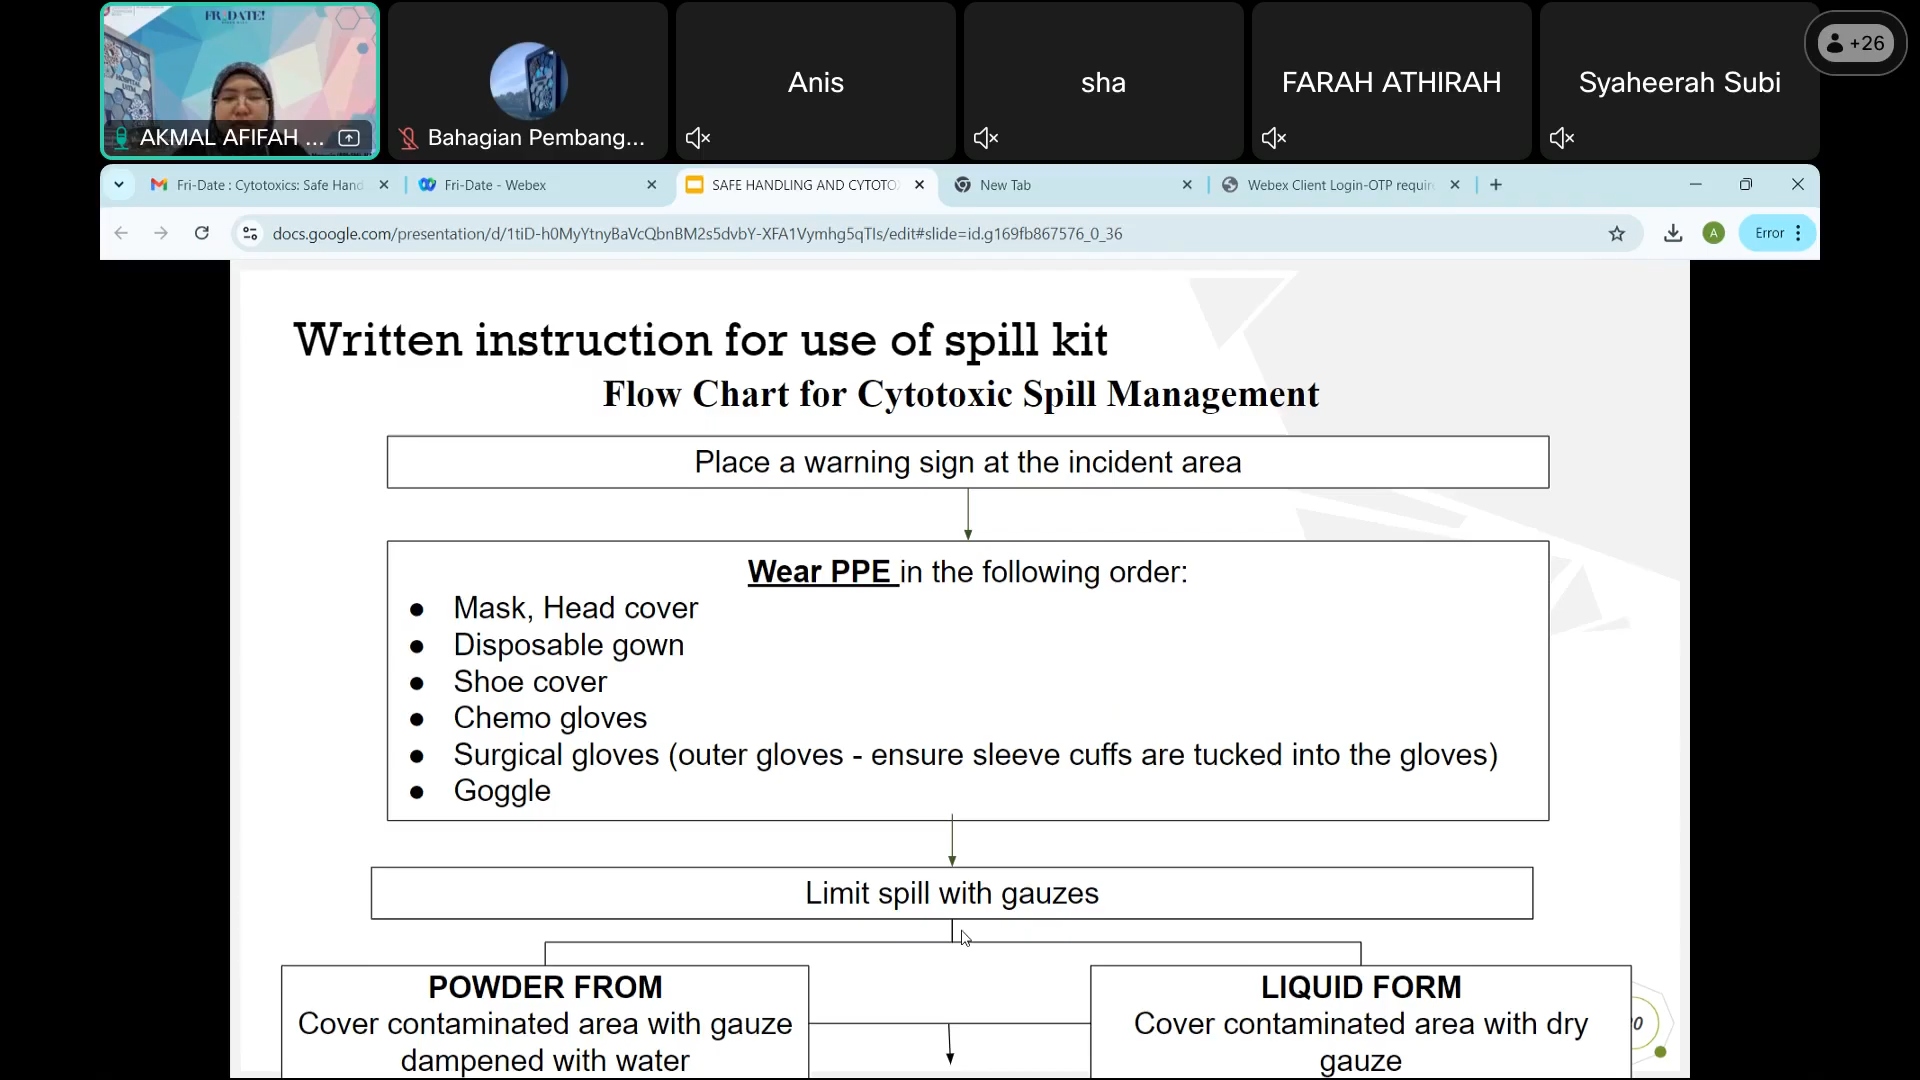 FRI-DATE!
HOSPITAL
UiTM
AKMAL AFIFAH ...
Bahagian Pembang...
Anis
sha
FARAH ATHIRAH
Syaheerah Subi
+26
Fri-Date : Cytotoxics: Safe Hand
Fri-Date - Webex
SAFE HANDLING AND CYTOTO
New Tab
Webex Client Login-OTP requir
docs.google.com/presentation/d/1tiD-h0MyYtnyBaVcQbnBM2s5dvbY-XFA1Vymhg5qTIs/edit#slide=id.g169fb867576_0_36
A
Error
Written instruction for use of spill kit
Flow Chart for Cytotoxic Spill Management
Place a warning sign at the incident area
Wear PPE in the following order:
● Mask, Head cover
● Disposable gown
● Shoe cover
● Chemo gloves
● Surgical gloves (outer gloves - ensure sleeve cuffs are tucked into the gloves)
● Goggle
Limit spill with gauzes
POWDER FROM
Cover contaminated area with gauze
dampened with water
LIQUID FORM
Cover contaminated area with dry
gauze